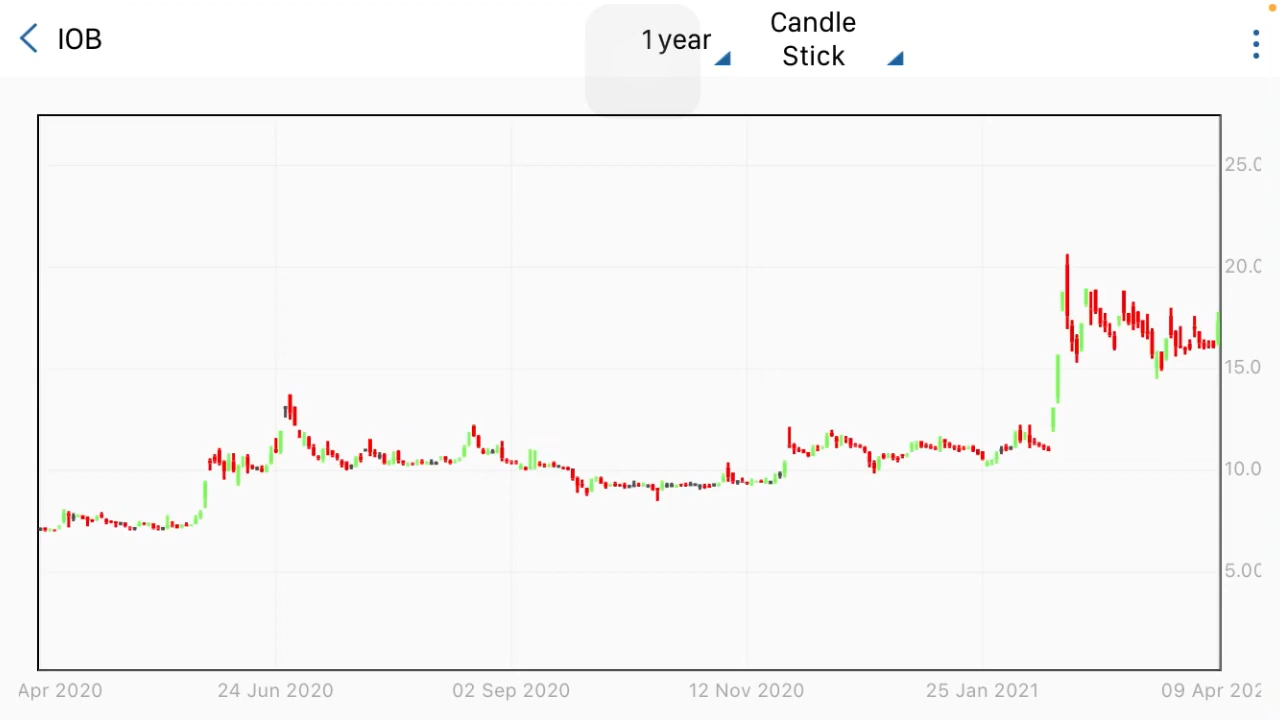 IOB
1 year
Candle
Stick
25.0
20.0
15.0
10.0
5.00
Apr 2020
24 Jun 2020
02 Sep 2020
12 Nov 2020
25 Jan 2021
09 Apr 202